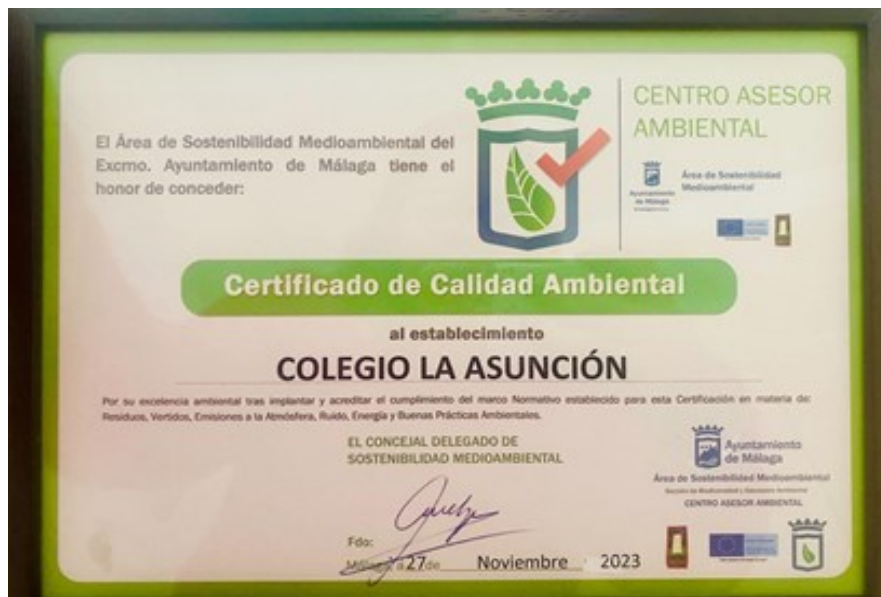 El Área de Sostenibilidad Medioambiental del
Excmo. Ayuntamiento de Málaga tiene el
honor de conceder:
CENTRO ASESOR
AMBIENTAL
Ayuntamiento
de Málaga
Área de Sostenibilidad
Medioambiental
Certificado de Calidad Ambiental
al establecimiento
COLEGIO LA ASUNCIÓN
Por su excelencia ambiental tras implantar y acreditar el cumplimiento del marco Normativo establecido para esta Certificación en materia de:
Residuos, Vertidos, Emisiones a la Atmósfera, Ruido, Energía y Buenas Prácticas Ambientales.
EL CONCEJAL DELEGADO DE
SOSTENIBILIDAD MEDIOAMBIENTAL
Ayuntamiento
de Málaga
Área de Sostenibilidad Medioambiental
CENTRO ASESOR AMBIENTAL
Fdo:
Málaga, a 27 de Noviembre 2023